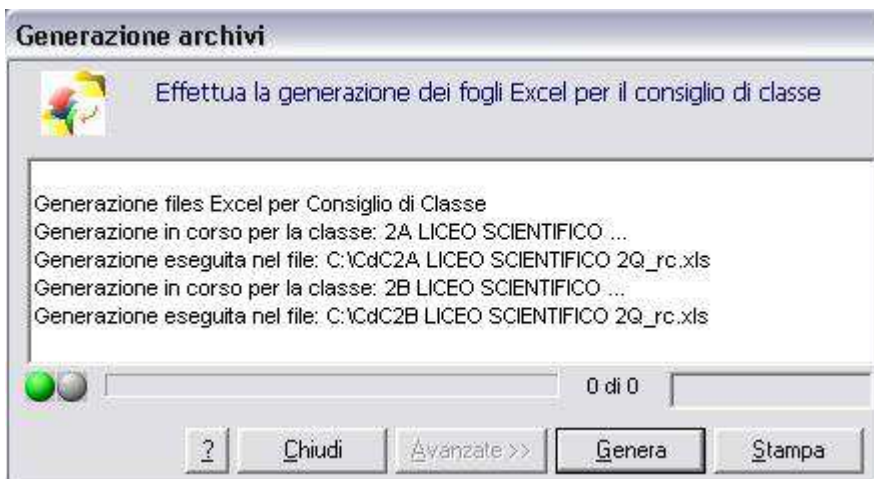 Generazione archivi
Effettua la generazione dei fogli Excel per il consiglio di classe
Generazione files Excel per Consiglio di Classe
Generazione in corso per la classe: 2A LICEO SCIENTIFICO ...
Generazione eseguita nel file: C:\CdC2A LICEO SCIENTIFICO 2Q_rc.xls
Generazione in corso per la classe: 2B LICEO SCIENTIFICO ...
Generazione eseguita nel file: C:\CdC2B LICEO SCIENTIFICO 2Q_rc.xls
0 di 0
? Chiudi Avanzate >> Genera Stampa